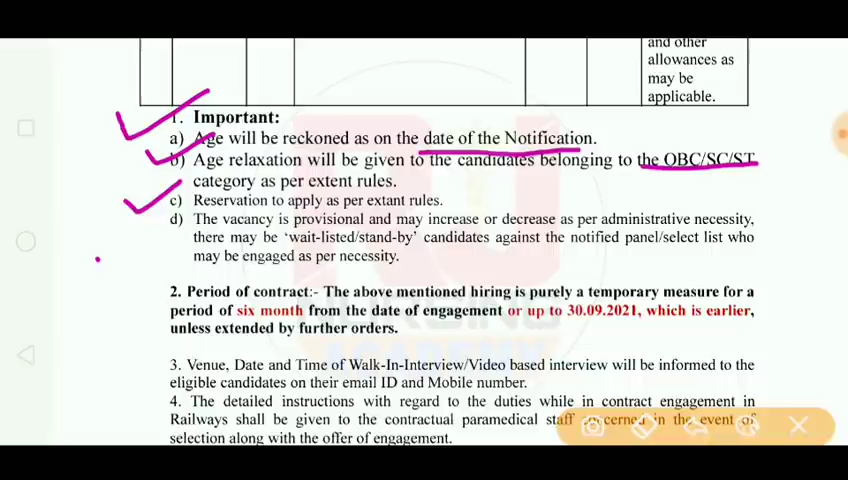 and other
allowances as
may be
applicable.
1. Important:
a) Age will be reckoned as on the date of the Notification.
b) Age relaxation will be given to the candidates belonging to the OBC/SC/ST
category as per extent rules.
c) Reservation to apply as per extant rules.
d) The vacancy is provisional and may increase or decrease as per administrative necessity,
there may be ‘wait-listed/stand-by’ candidates against the notified panel/select list who
may be engaged as per necessity.
2. Period of contract:- The above mentioned hiring is purely a temporary measure for a
period of six month from the date of engagement or up to 30.09.2021, which is earlier,
unless extended by further orders.
3. Venue, Date and Time of Walk-In-Interview/Video based interview will be informed to the
eligible candidates on their email ID and Mobile number.
4. The detailed instructions with regard to the duties while in contract engagement in
Railways shall be given to the contractual paramedical staff concerned in the event of
selection along with the offer of engagement.
RJ
NURSING
ACADEMY